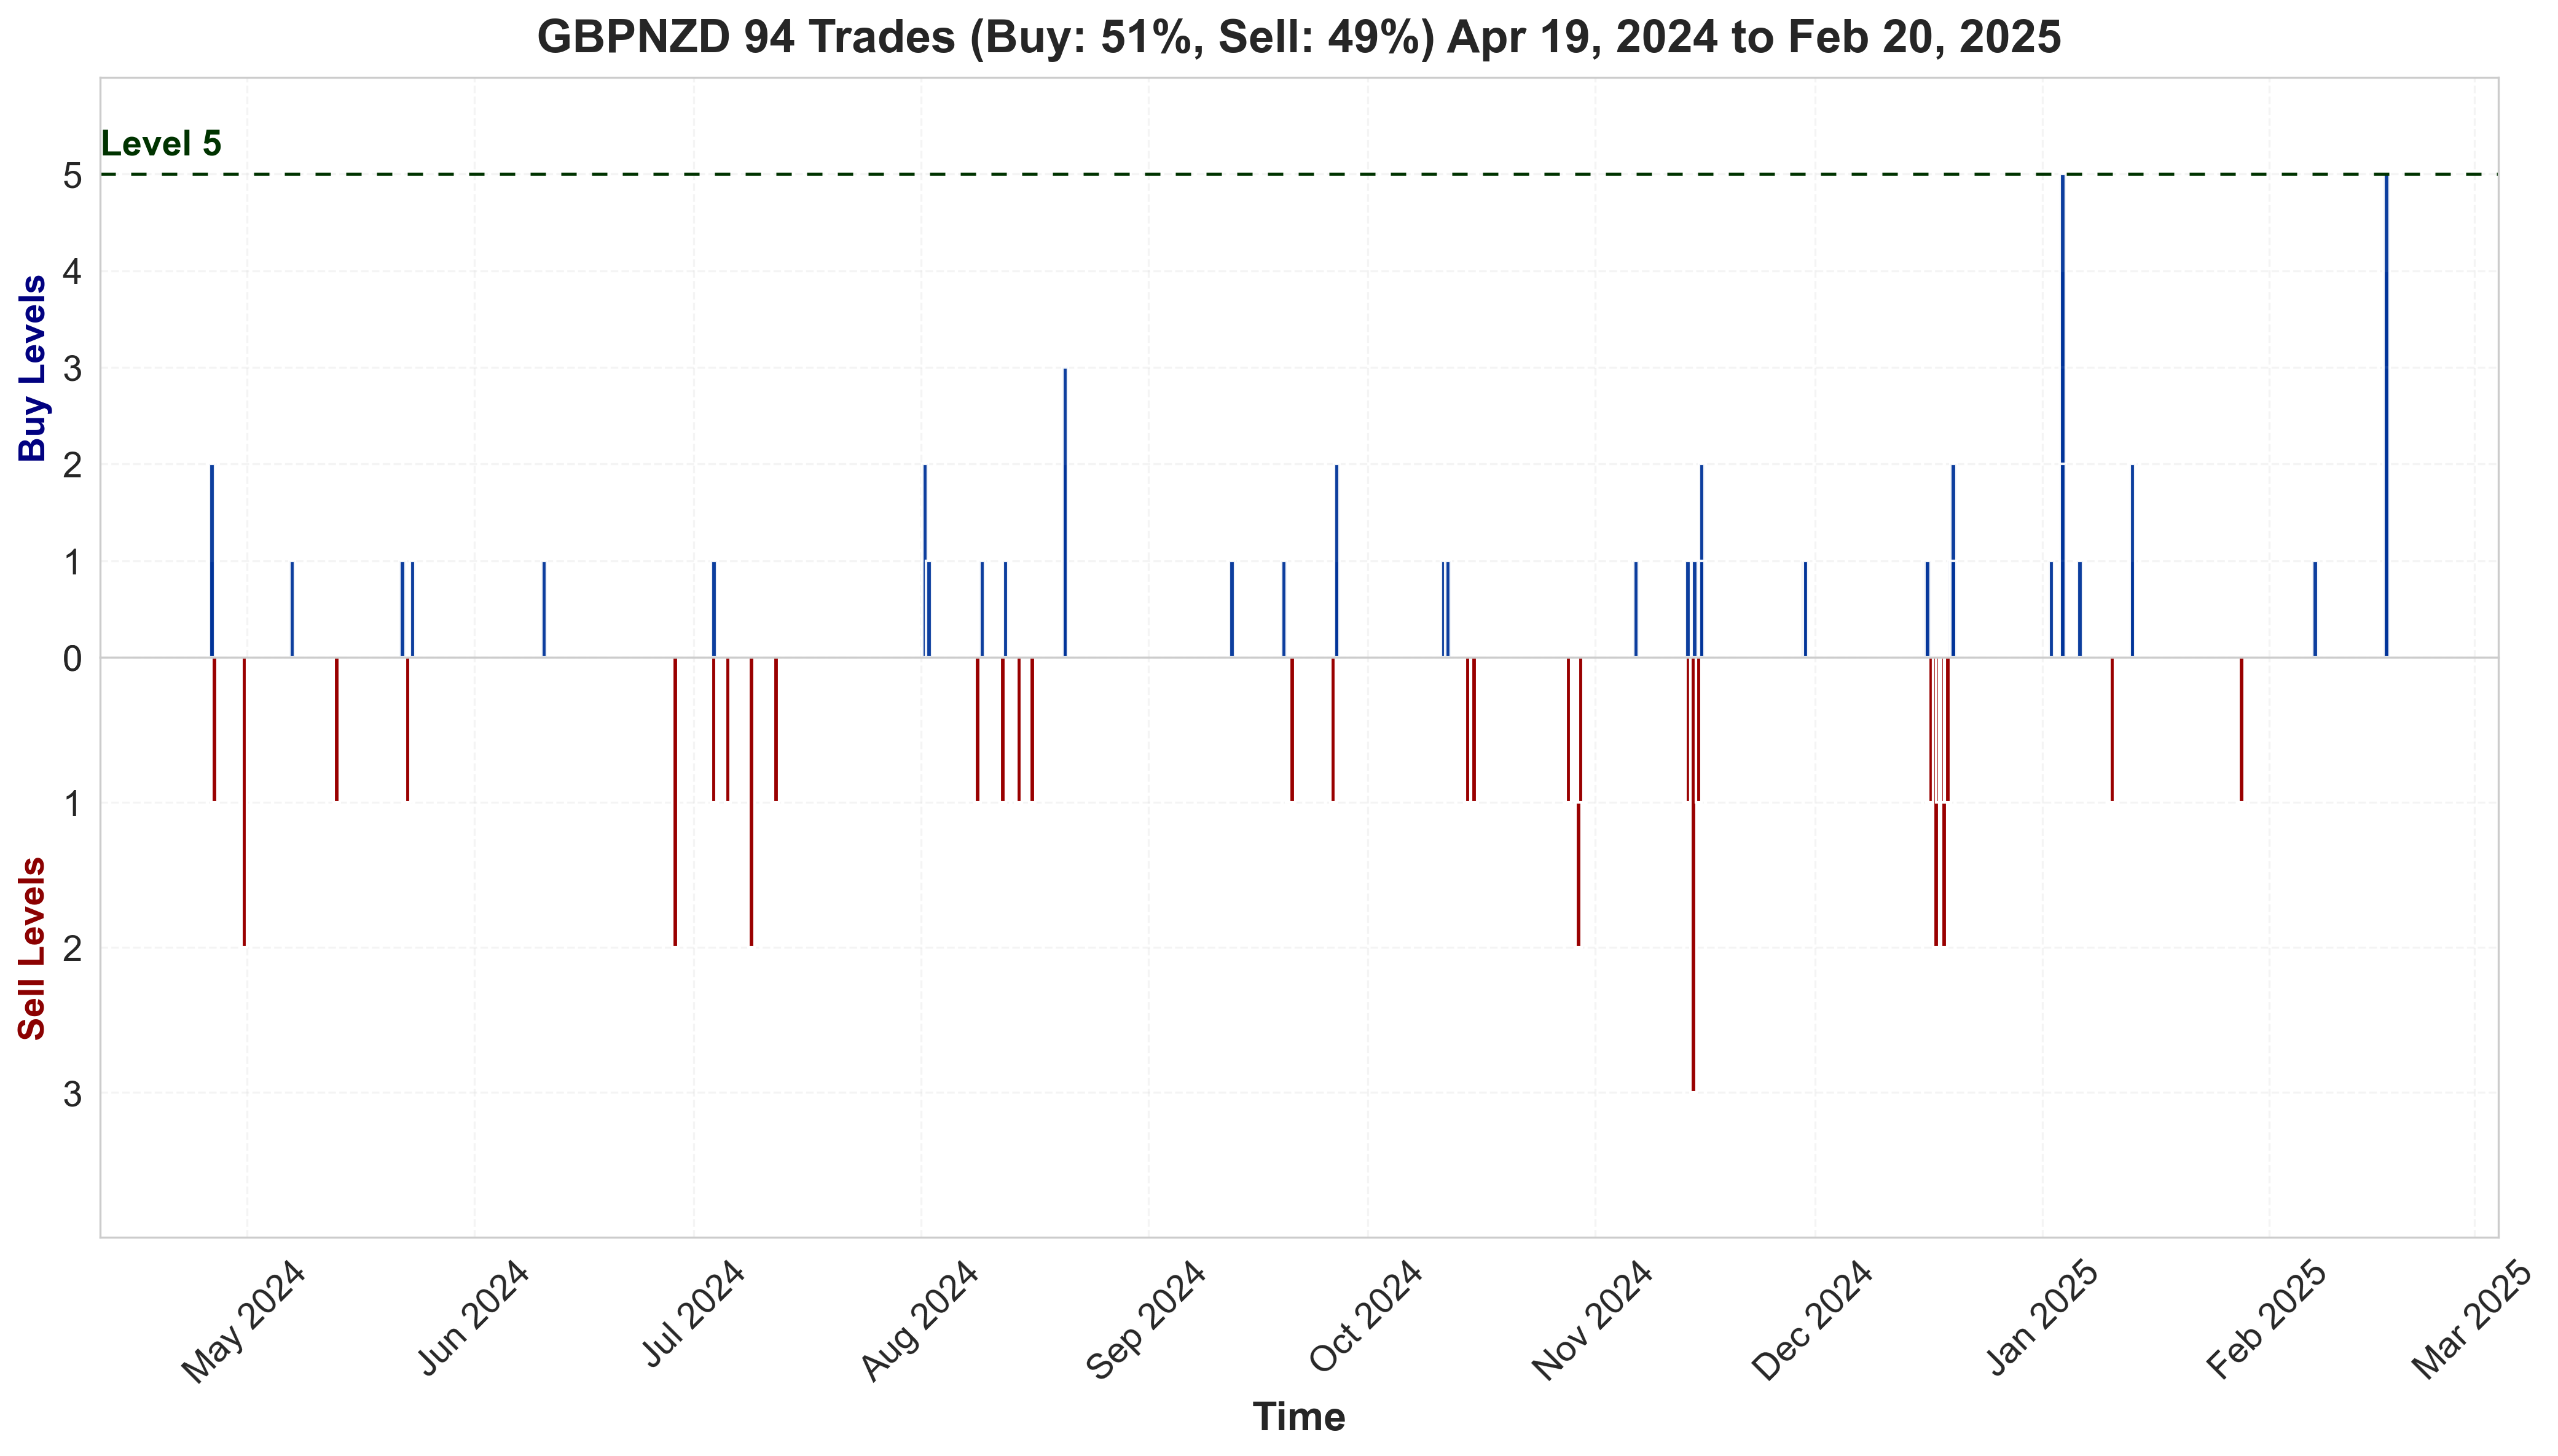 GBPNZD 94 Trades (Buy: 51%, Sell: 49%) Apr 19, 2024 to Feb 20, 2025
Level 5
5
4
3
2
1
0
1
2
3
Buy Levels
Sell Levels
May 2024
Jun 2024
Jul 2024
Aug 2024
Sep 2024
Oct 2024
Nov 2024
Dec 2024
Jan 2025
Feb 2025
Mar 2025
Time